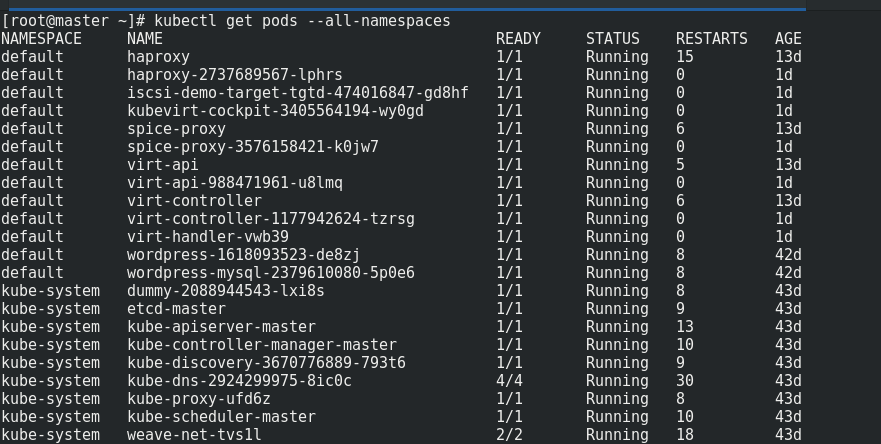 [root@master ~]# kubectl get pods --all-namespaces
NAMESPACE     NAME                                     READY     STATUS    RESTARTS   AGE
default       haproxy                                  1/1       Running   15         13d
default       haproxy-2737689567-lphrs                 1/1       Running   0          1d
default       iscsi-demo-target-tgtd-474016847-gd8hf   1/1       Running   0          1d
default       kubevirt-cockpit-3405564194-wy0gd        1/1       Running   0          1d
default       spice-proxy                              1/1       Running   6          13d
default       spice-proxy-3576158421-k0jw7             1/1       Running   0          1d
default       virt-api                                 1/1       Running   5          13d
default       virt-api-988471961-u8lmq                 1/1       Running   0          1d
default       virt-controller                          1/1       Running   6          13d
default       virt-controller-1177942624-tzrsg         1/1       Running   0          1d
default       virt-handler-vwb39                       1/1       Running   0          1d
default       wordpress-1618093523-de8zj               1/1       Running   8          42d
default       wordpress-mysql-2379610080-5p0e6         1/1       Running   8          42d
kube-system   dummy-2088944543-lxi8s                   1/1       Running   8          43d
kube-system   etcd-master                              1/1       Running   9          43d
kube-system   kube-apiserver-master                    1/1       Running   13         43d
kube-system   kube-controller-manager-master           1/1       Running   10         43d
kube-system   kube-discovery-3670776889-793t6          1/1       Running   9          43d
kube-system   kube-dns-2924299975-8ic0c                4/4       Running   30         43d
kube-system   kube-proxy-ufd6z                         1/1       Running   8          43d
kube-system   kube-scheduler-master                    1/1       Running   10         43d
kube-system   weave-net-tvs1l                          2/2       Running   18         43d